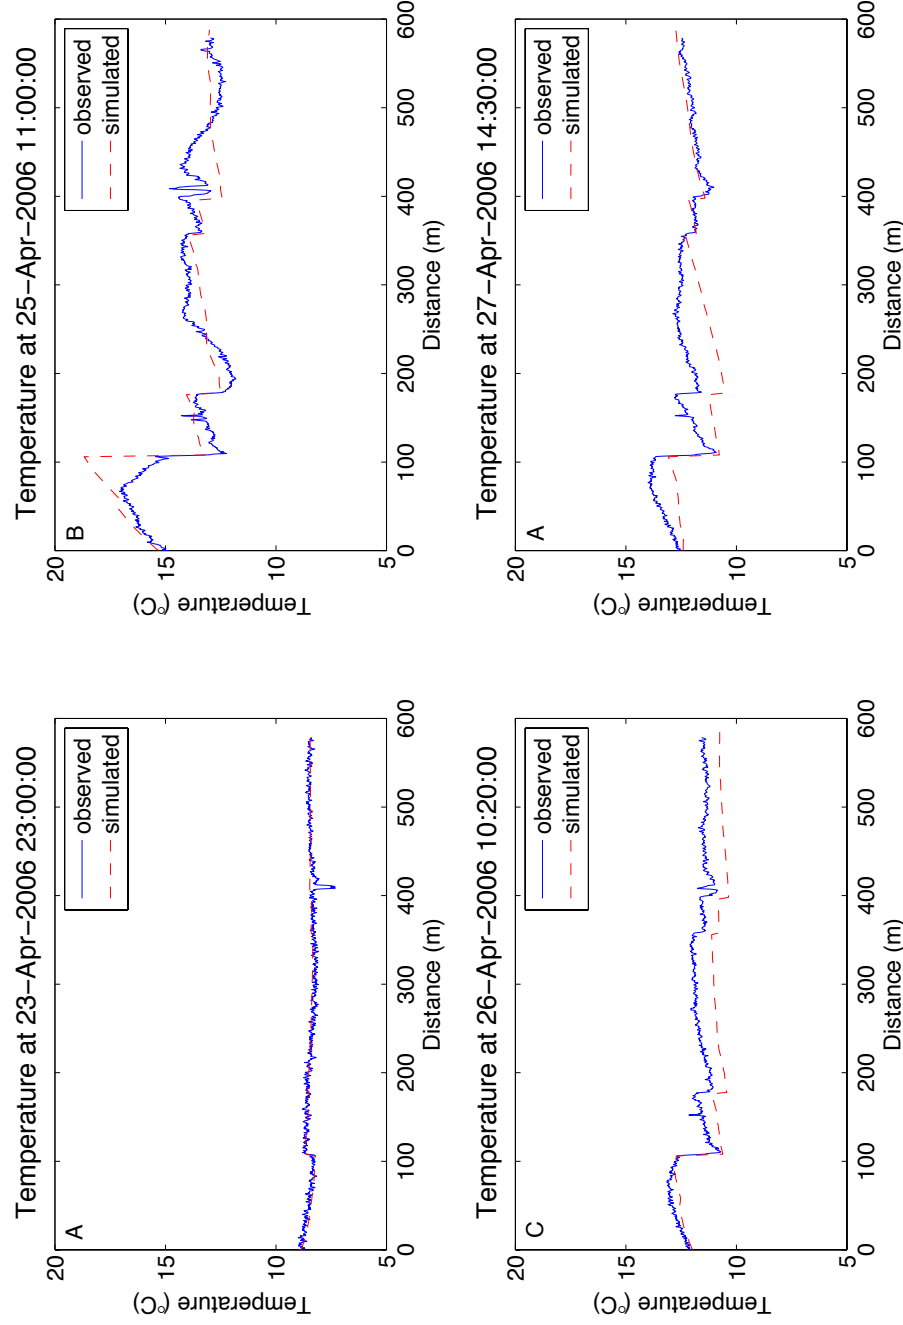 Temperature at 23−Apr−2006 23:00:00
A
observed
simulated
20
15
10
5
Temperature (°C)
0 100 200 300 400 500 600
Distance (m)
Temperature at 25−Apr−2006 11:00:00
B
observed
simulated
20
15
10
5
Temperature (°C)
0 100 200 300 400 500 600
Distance (m)
Temperature at 26−Apr−2006 10:20:00
C
observed
simulated
20
15
10
5
Temperature (°C)
0 100 200 300 400 500 600
Distance (m)
Temperature at 27−Apr−2006 14:30:00
A
observed
simulated
20
15
10
5
Temperature (°C)
0 100 200 300 400 500 600
Distance (m)